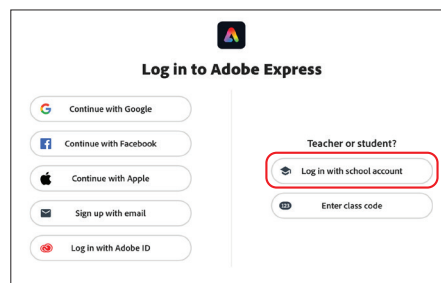 Log in to Adobe Express
Continue with Google
Continue with Facebook
Continue with Apple
Sign up with email
Log in with Adobe ID
Teacher or student?
Log in with school account
123 Enter class code